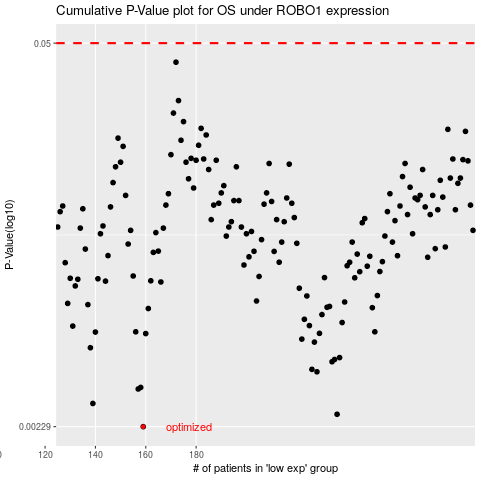 Cumulative P-Value plot for OS under ROBO1 expression
0.05
P-Value(log10)
0.00229
optimized
0 120 140 160 180
# of patients in 'low exp' group